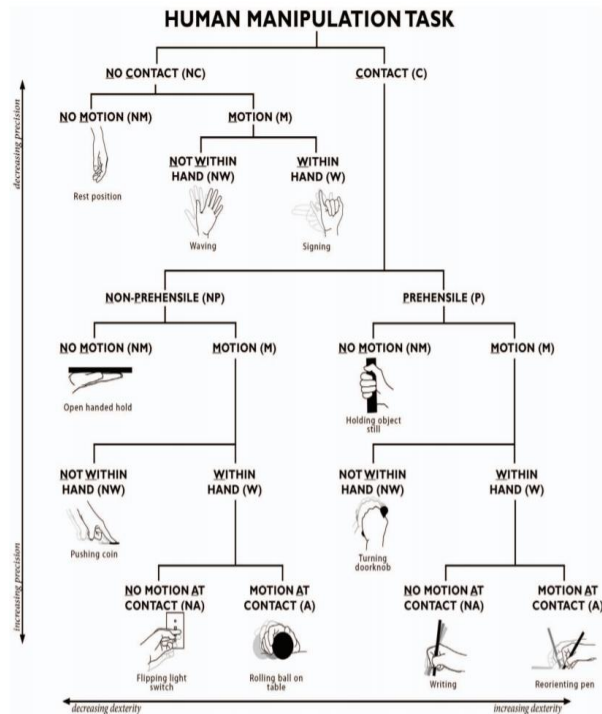 HUMAN MANIPULATION TASK
NO CONTACT (NC)
CONTACT (C)
NO MOTION (NM)
MOTION (M)
Rest position
NOT WITHIN
HAND (NW)
WITHIN
HAND (W)
Waving
Signing
NON-PREHENSILE (NP)
PREHENSILE (P)
NO MOTION (NM)
MOTION (M)
NO MOTION (NM)
MOTION (M)
Open handed hold
Holding object
still
NOT WITHIN
HAND (NW)
WITHIN
HAND (W)
NOT WITHIN
HAND (NW)
WITHIN
HAND (W)
Pushing coin
Turning
doorknob
NO MOTION AT
CONTACT (NA)
MOTION AT
CONTACT (A)
NO MOTION AT
CONTACT (NA)
MOTION AT
CONTACT (A)
Flipping light
switch
Rolling ball on
table
Writing
Reorienting pen
decreasing precision
increasing precision
decreasing dexterity
increasing dexterity